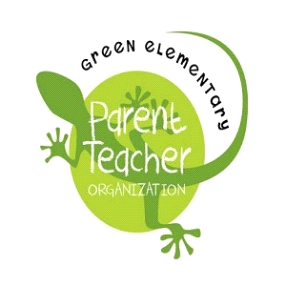 Green Elementary
Parent
Teacher
ORGANIZATION